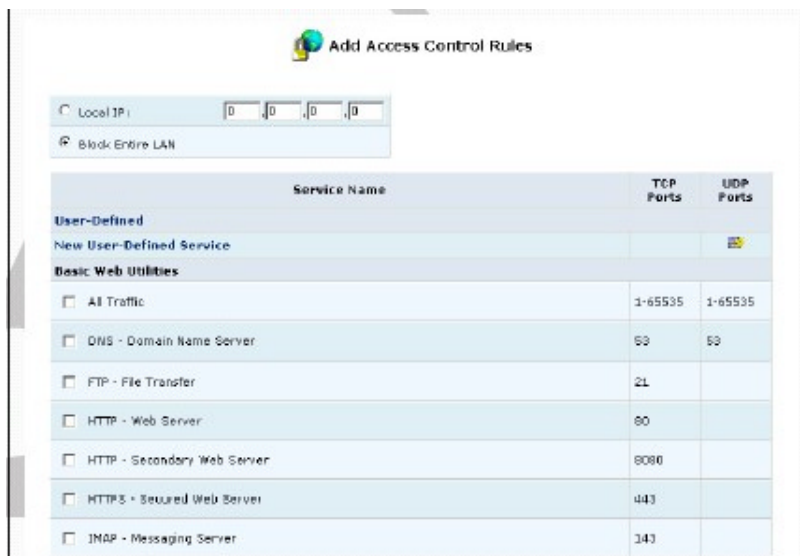 Add Access Control Rules
Local IP: 0 .0 .0 .0
Block Entire LAN
Service Name TCP Ports UDP Ports
User-Defined
New User-Defined Service
Basic Web Utilities
All Traffic 1-65535 1-65535
DNS - Domain Name Server 53 53
FTP - File Transfer 21
HTTP - Web Server 80
HTTP - Secondary Web Server 8080
HTTPS - Secured Web Server 443
IMAP - Messaging Server 143